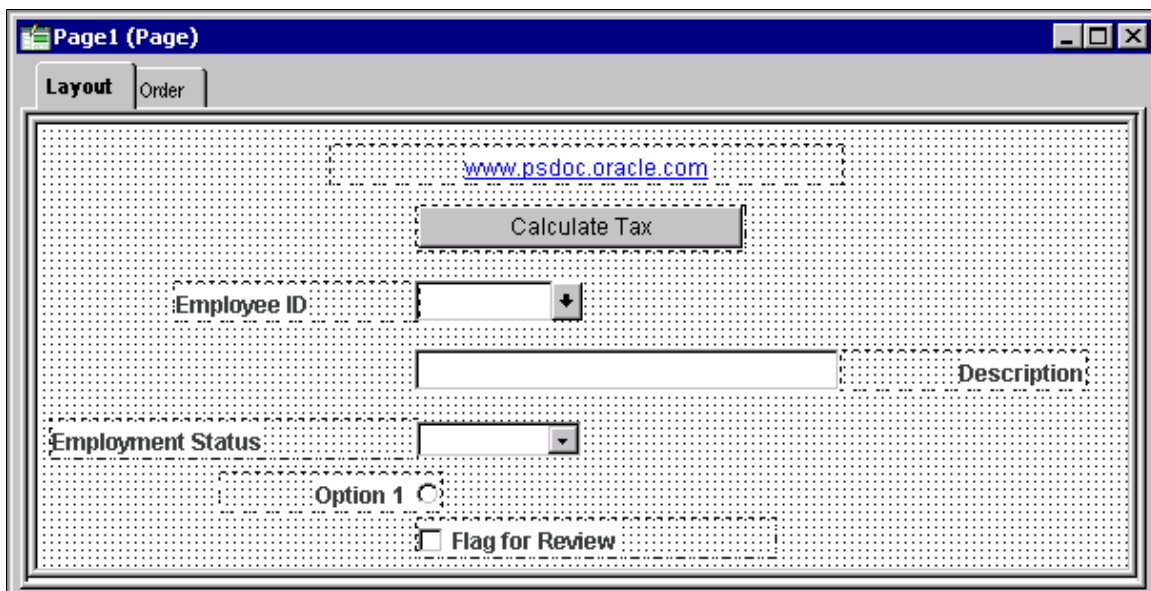 Page1 (Page)
Layout Order
www.psdoc.oracle.com
Calculate Tax
Employee ID
Description
Employment Status
Option 1
Flag for Review